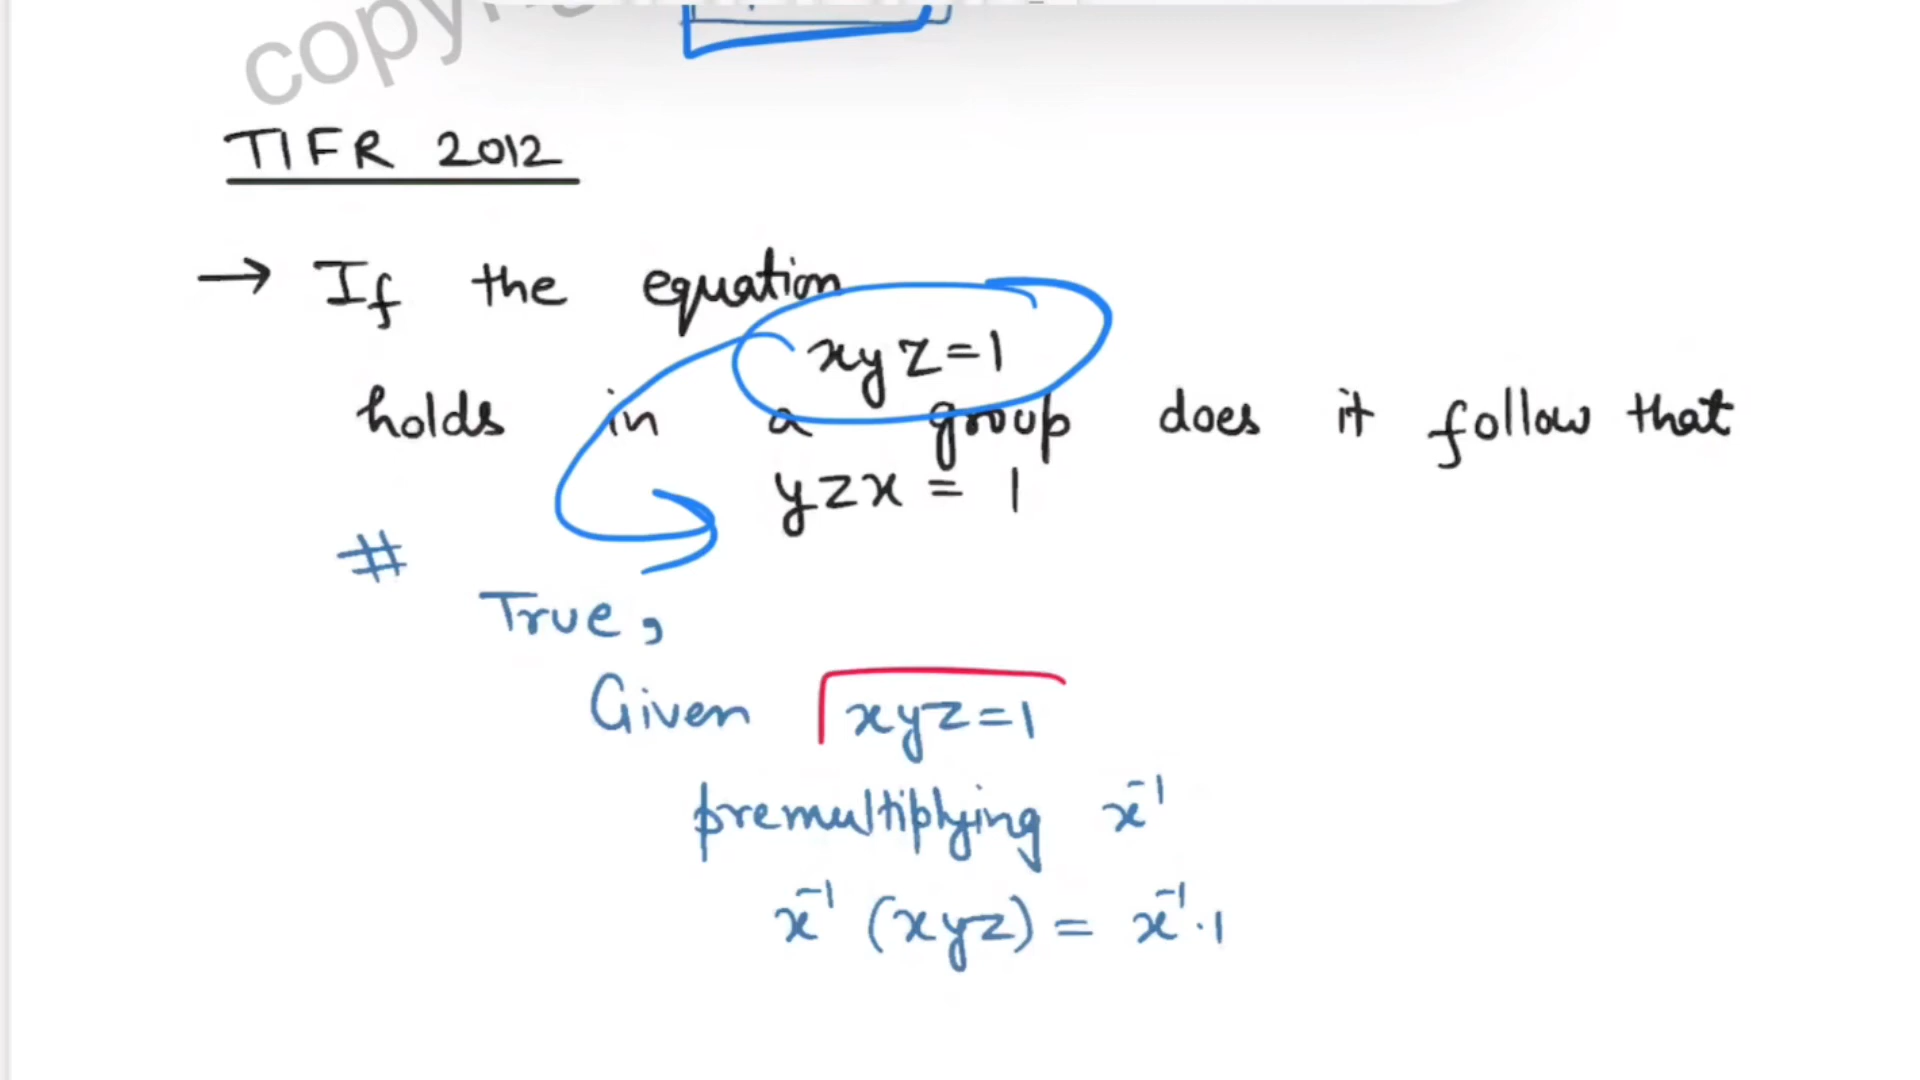 TIFR 2012
→ If the equation
xyz=1
holds in a group does it follow that
yzx = 1
#
True,
Given xyz=1
premultiplying x⁻¹
x⁻¹ (xyz) = x⁻¹.1